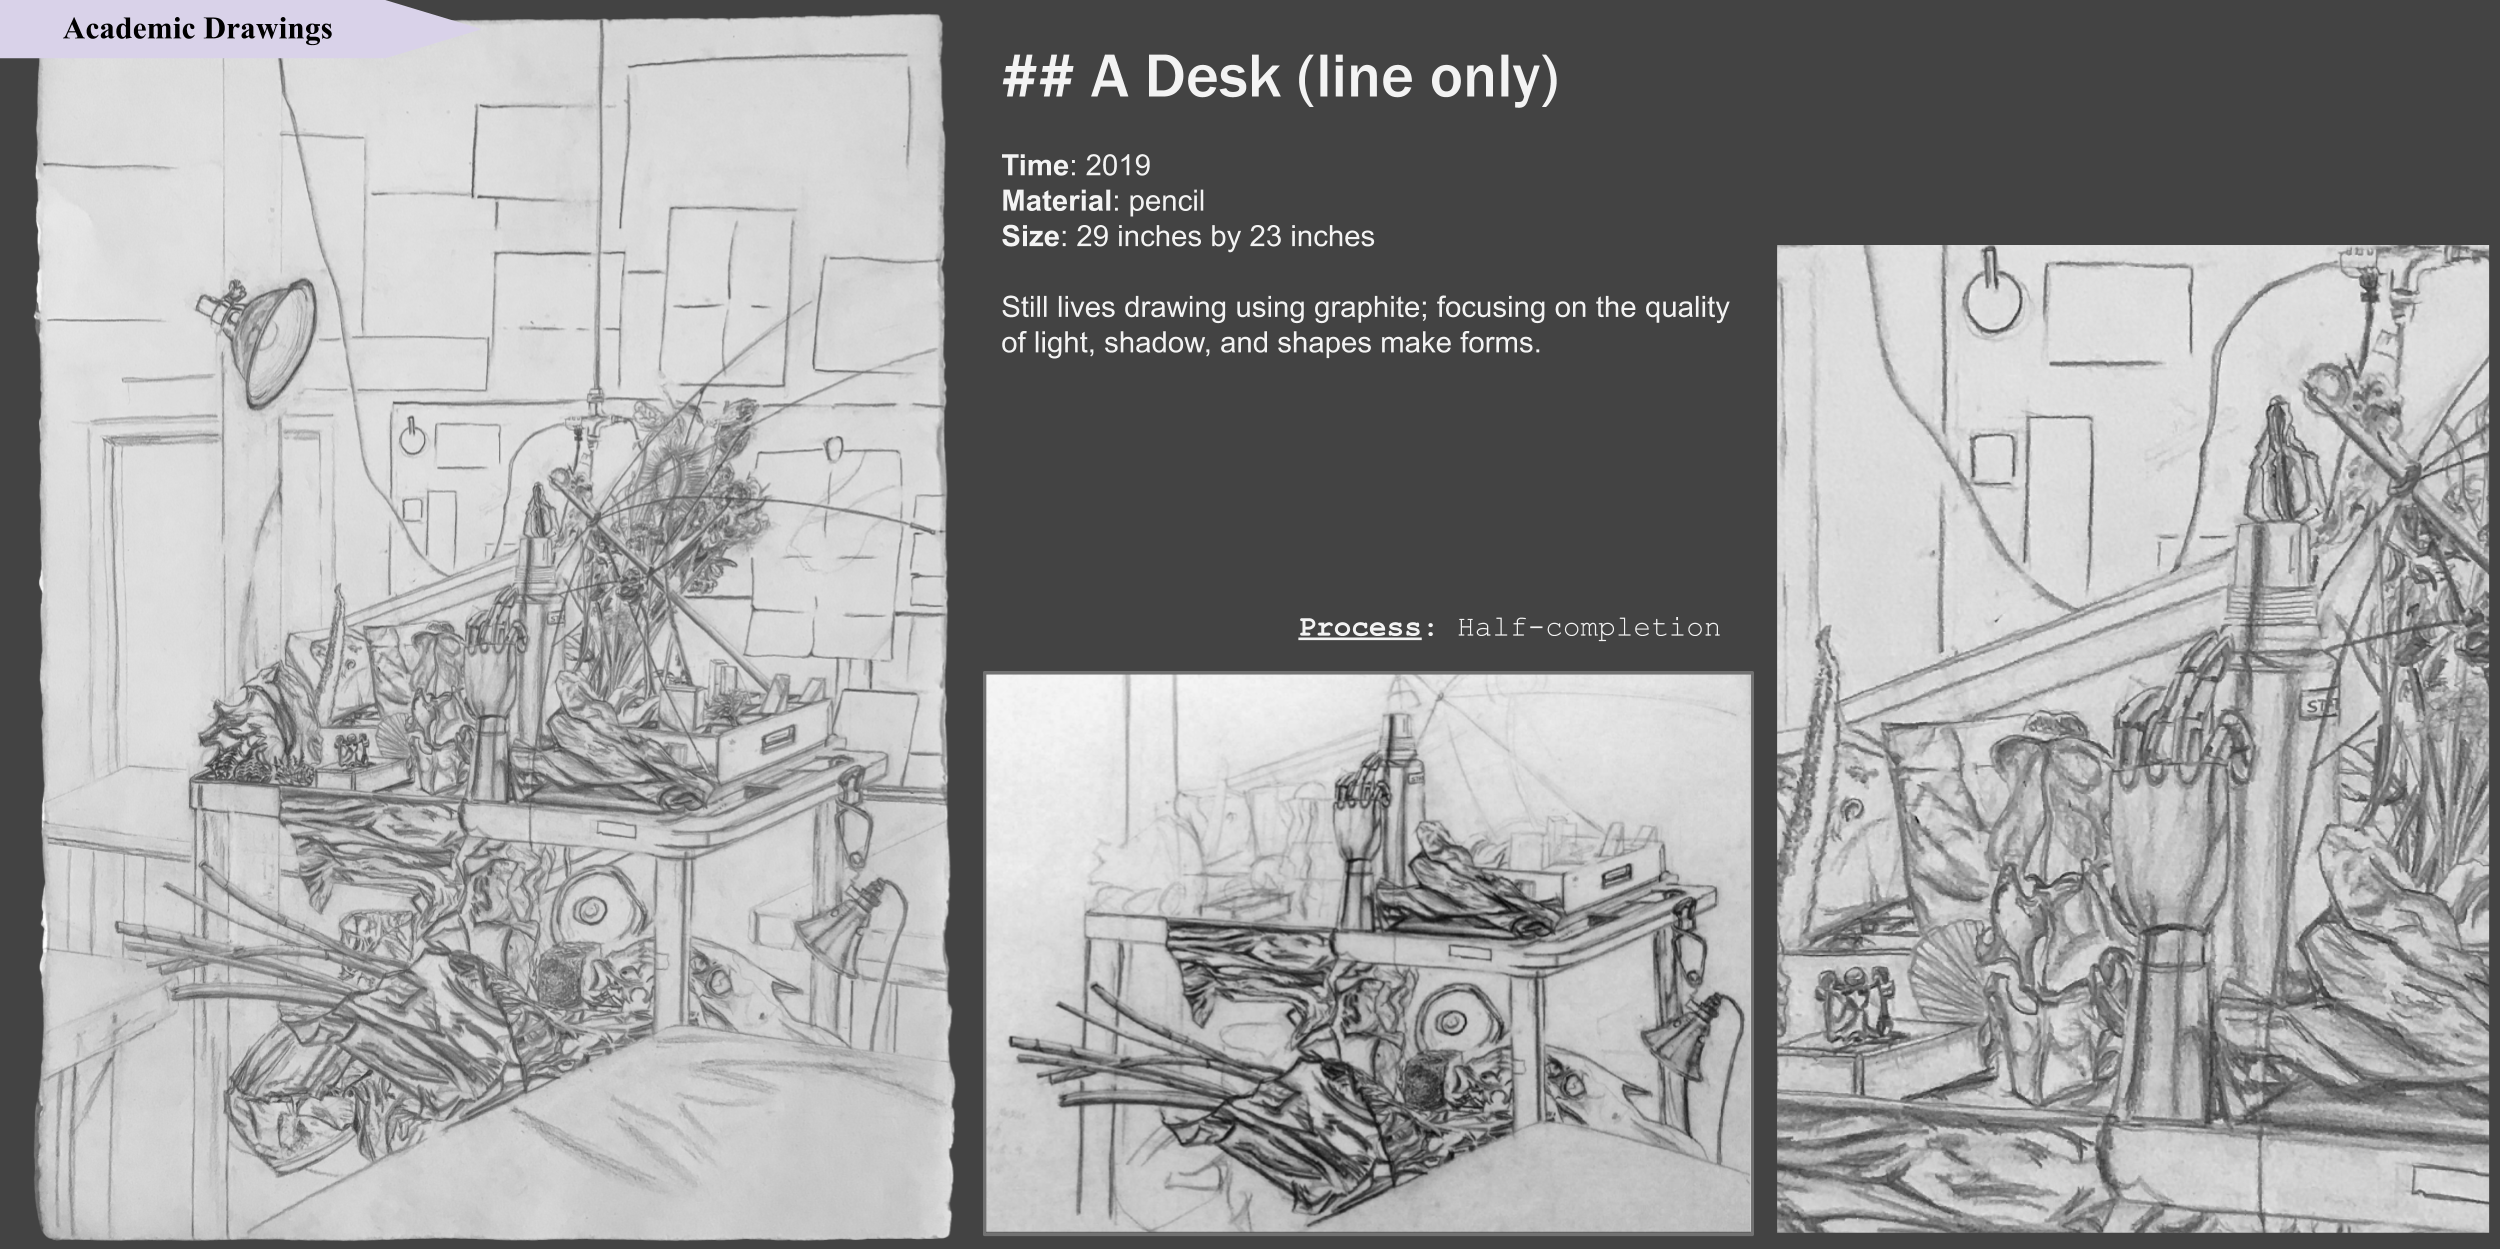 Academic Drawings
## A Desk (line only)
Time: 2019
Material: pencil
Size: 29 inches by 23 inches
Still lives drawing using graphite; focusing on the quality
of light, shadow, and shapes make forms.
Process: Half-completion